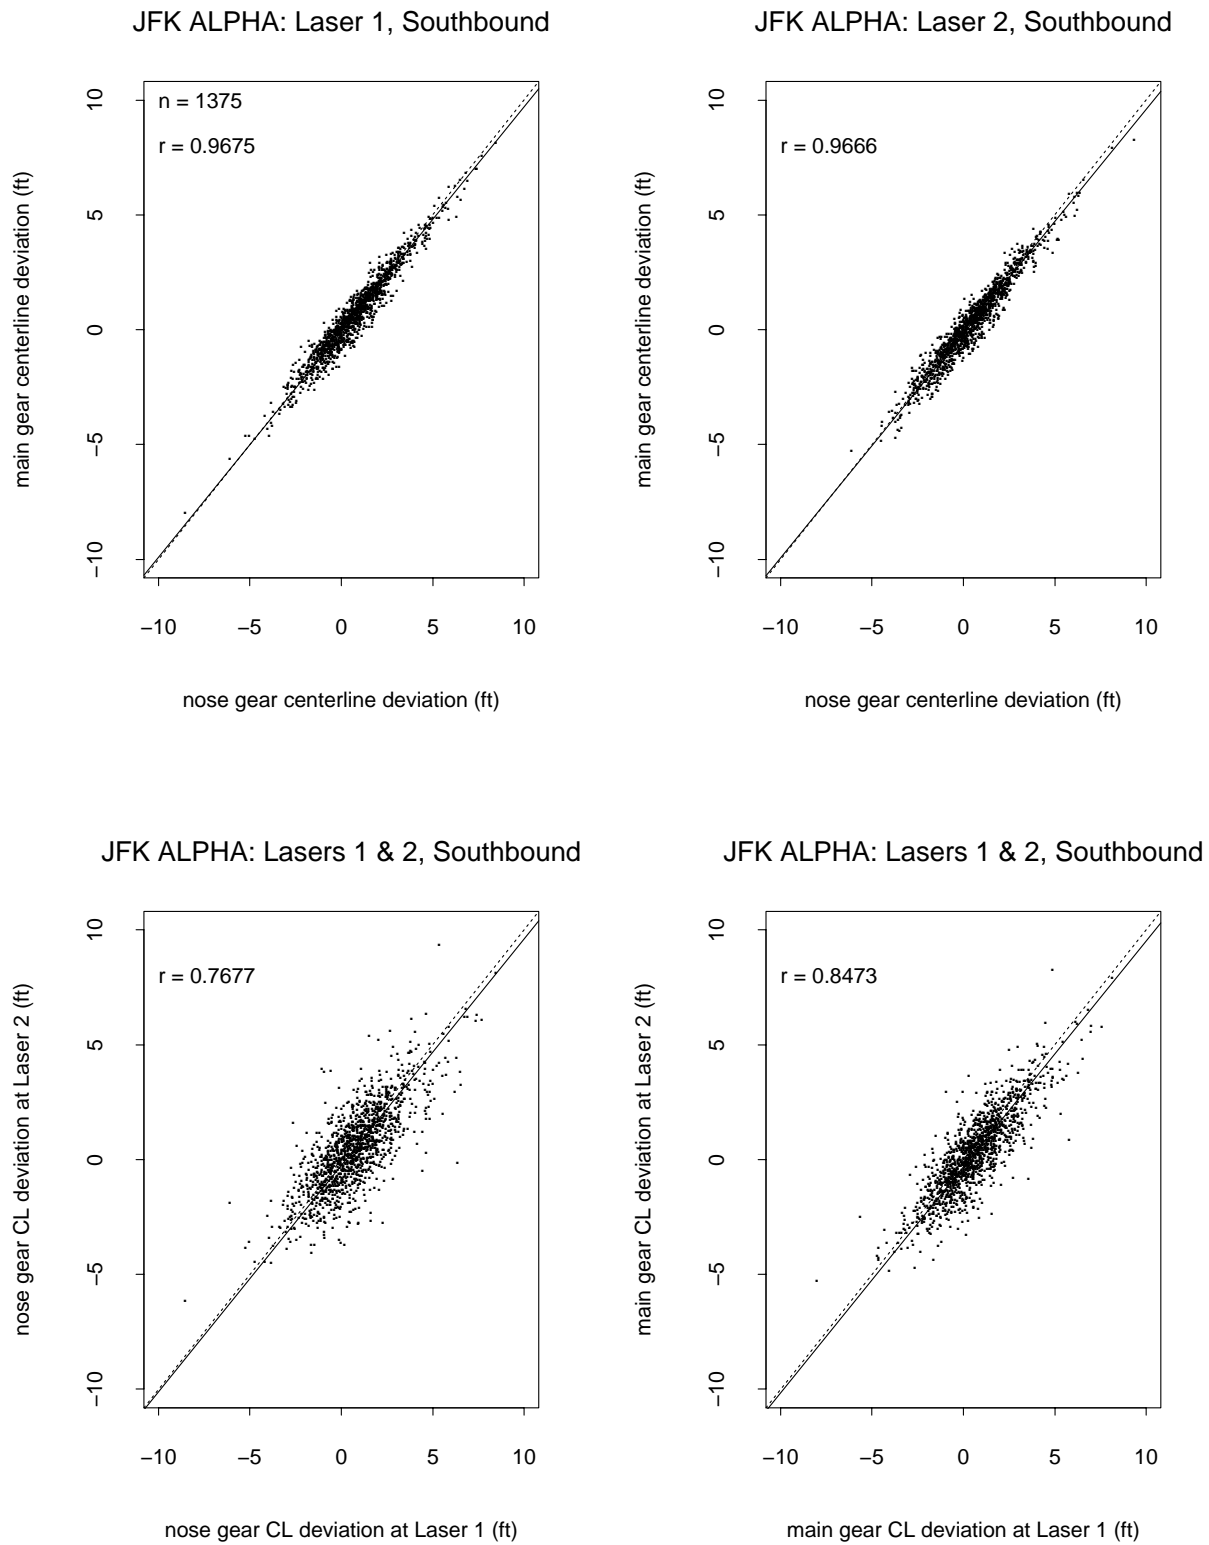 JFK ALPHA: Laser 1, Southbound
n = 1375
r = 0.9675
main gear centerline deviation (ft)
10
5
0
−5
−10
−10 −5 0 5 10
nose gear centerline deviation (ft)
JFK ALPHA: Laser 2, Southbound
r = 0.9666
main gear centerline deviation (ft)
10
5
0
−5
−10
−10 −5 0 5 10
nose gear centerline deviation (ft)
JFK ALPHA: Lasers 1 & 2, Southbound
r = 0.7677
nose gear CL deviation at Laser 2 (ft)
10
5
0
−5
−10
−10 −5 0 5 10
nose gear CL deviation at Laser 1 (ft)
JFK ALPHA: Lasers 1 & 2, Southbound
r = 0.8473
main gear CL deviation at Laser 2 (ft)
10
5
0
−5
−10
−10 −5 0 5 10
main gear CL deviation at Laser 1 (ft)